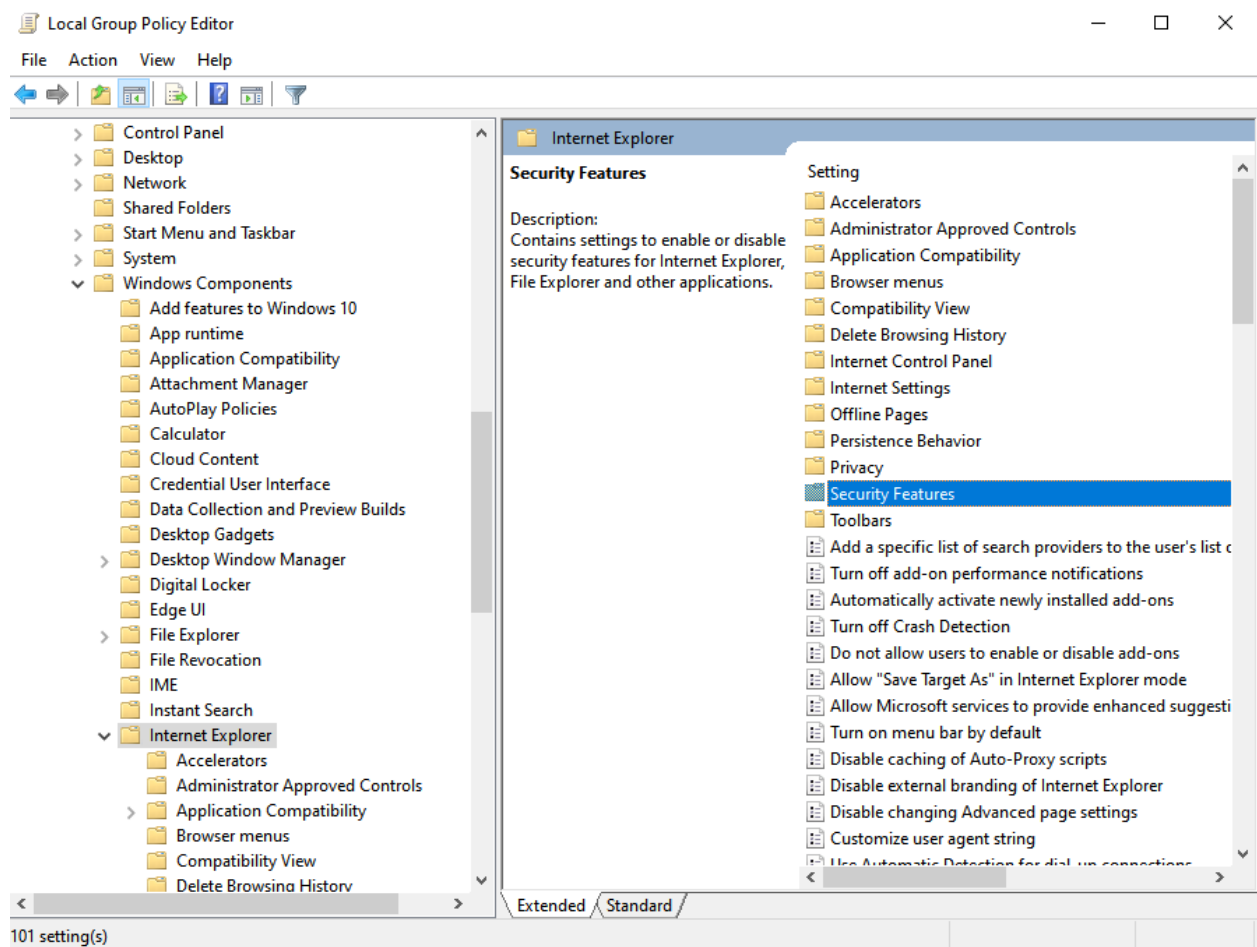 Local Group Policy Editor
File Action View Help
Control Panel
Desktop
Network
Shared Folders
Start Menu and Taskbar
System
Windows Components
Add features to Windows 10
App runtime
Application Compatibility
Attachment Manager
AutoPlay Policies
Calculator
Cloud Content
Credential User Interface
Data Collection and Preview Builds
Desktop Gadgets
Desktop Window Manager
Digital Locker
Edge UI
File Explorer
File Revocation
IME
Instant Search
Internet Explorer
Accelerators
Administrator Approved Controls
Application Compatibility
Browser menus
Compatibility View
Delete Browsing History
Internet Explorer
Security Features
Description:
Contains settings to enable or disable
security features for Internet Explorer,
File Explorer and other applications.
Setting
Accelerators
Administrator Approved Controls
Application Compatibility
Browser menus
Compatibility View
Delete Browsing History
Internet Control Panel
Internet Settings
Offline Pages
Persistence Behavior
Privacy
Security Features
Toolbars
Add a specific list of search providers to the user's list
Turn off add-on performance notifications
Automatically activate newly installed add-ons
Turn off Crash Detection
Do not allow users to enable or disable add-ons
Allow "Save Target As" in Internet Explorer mode
Allow Microsoft services to provide enhanced suggesti
Turn on menu bar by default
Disable caching of Auto-Proxy scripts
Disable external branding of Internet Explorer
Disable changing Advanced page settings
Customize user agent string
Use Automatic Detection for dial-up connections
Extended Standard
101 setting(s)